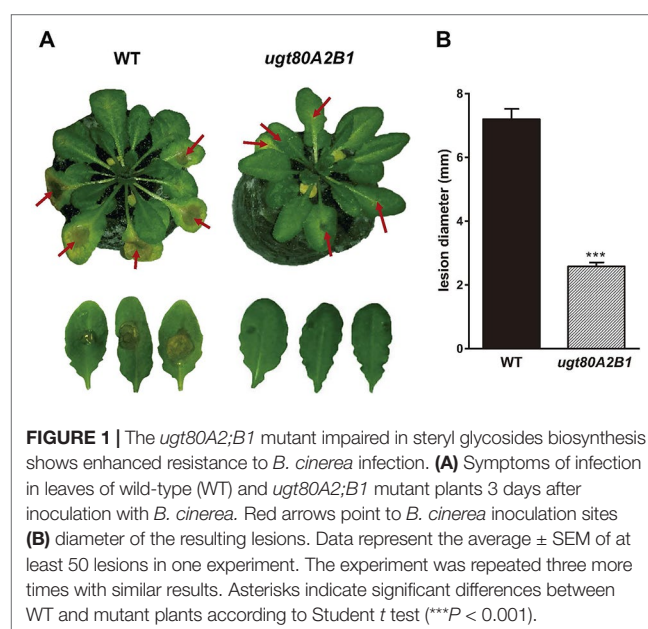 A
WT
ugt80A2B1
B
8
6
4
2
0
lesion diameter (mm)
***
WT
ugt80A2B1
FIGURE 1 | The ugt80A2;B1 mutant impaired in steryl glycosides biosynthesis
shows enhanced resistance to B. cinerea infection. (A) Symptoms of infection
in leaves of wild-type (WT) and ugt80A2;B1 mutant plants 3 days after
inoculation with B. cinerea. Red arrows point to B. cinerea inoculation sites
(B) diameter of the resulting lesions. Data represent the average ± SEM of at
least 50 lesions in one experiment. The experiment was repeated three more
times with similar results. Asterisks indicate significant differences between
WT and mutant plants according to Student t test (***P < 0.001).